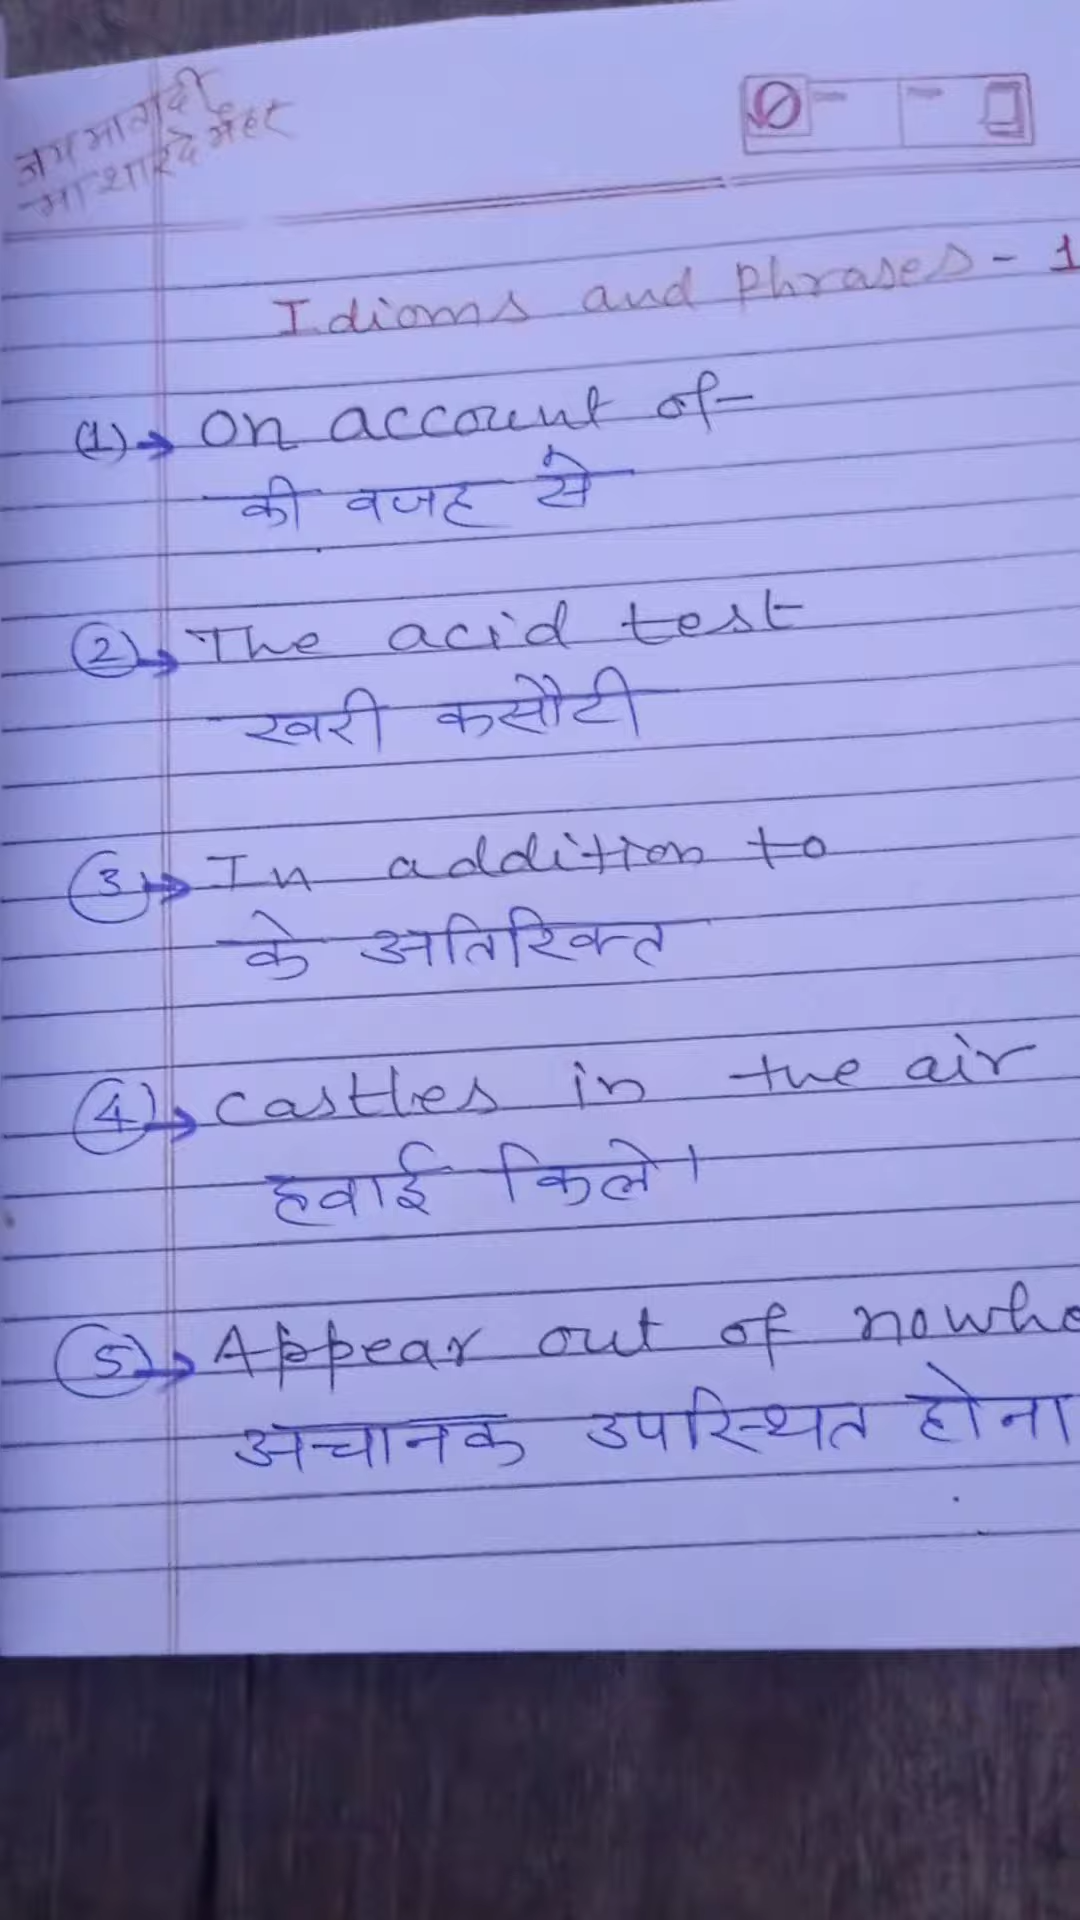 Idioms and Phrases - 1
(1)→ On account of-
की वजह से
(2)→ The acid test
खरी कसौटी
(3)→ In addition to
के अतिरिक्त
(4)→ castles in the air
हवाई किले।
(5)→ Appear out of
अचानक उपस्थित होना